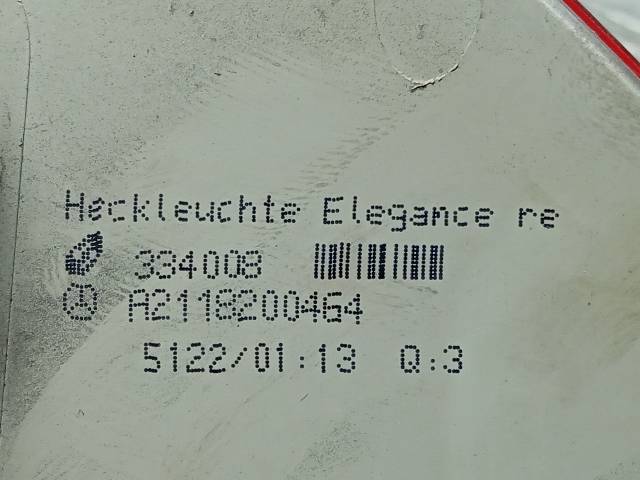 Heckleuchte Elegance re
334008
A2118200464
5122/01:13 Q:3